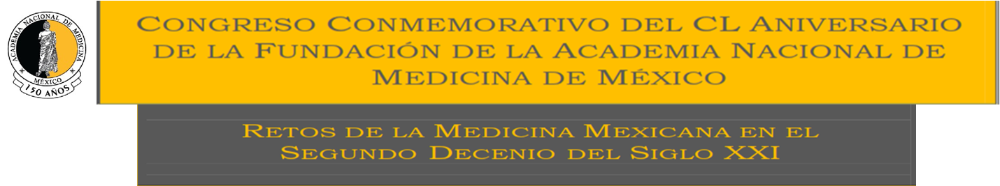 ACADEMIA NACIONAL DE MEDICINA
MÉXICO
150 AÑOS
CONGRESO CONMEMORATIVO DEL CL ANIVERSARIO
DE LA FUNDACIÓN DE LA ACADEMIA NACIONAL DE
MEDICINA DE MÉXICO
RETOS DE LA MEDICINA MEXICANA EN EL
SEGUNDO DECENIO DEL SIGLO XXI